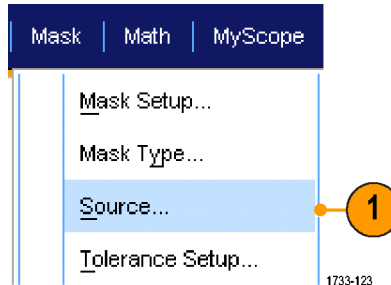 Mask Math MyScope
Mask Setup...
Mask Type...
Source...
1
Tolerance Setup...
1733-123